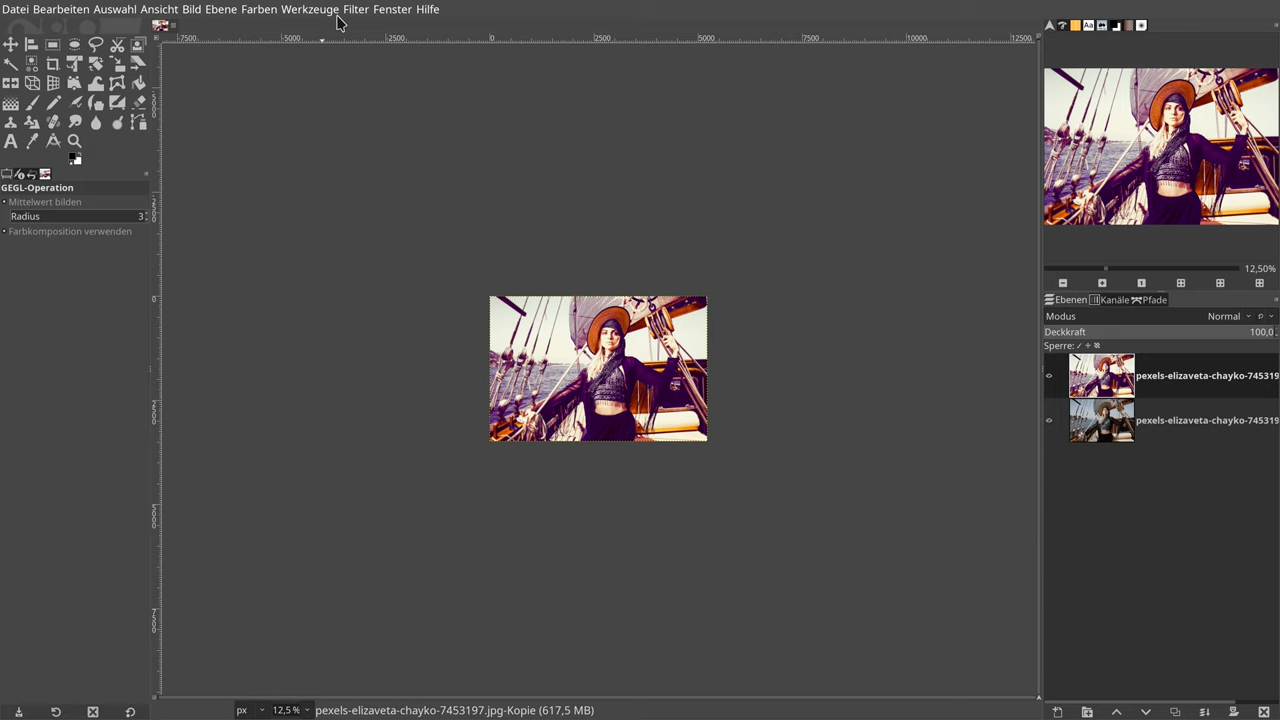 Datei Bearbeiten Auswahl Ansicht Bild Ebene Farben Werkzeuge Filter Fenster Hilfe
7500 5000 2500 0 2500 5000 7500 10000 12500
GEGL-Operation
Mittelwert bilden
Radius 3
Farbkomposition verwenden
12,50%
Ebenen Kanäle Pfade
Modus Normal
Deckkraft 100,0
Sperre:
pexels-elizaveta-chayko-745319
pexels-elizaveta-chayko-745319
px 12,5% pexels-elizaveta-chayko-7453197.jpg-Kopie (617,5 MB)